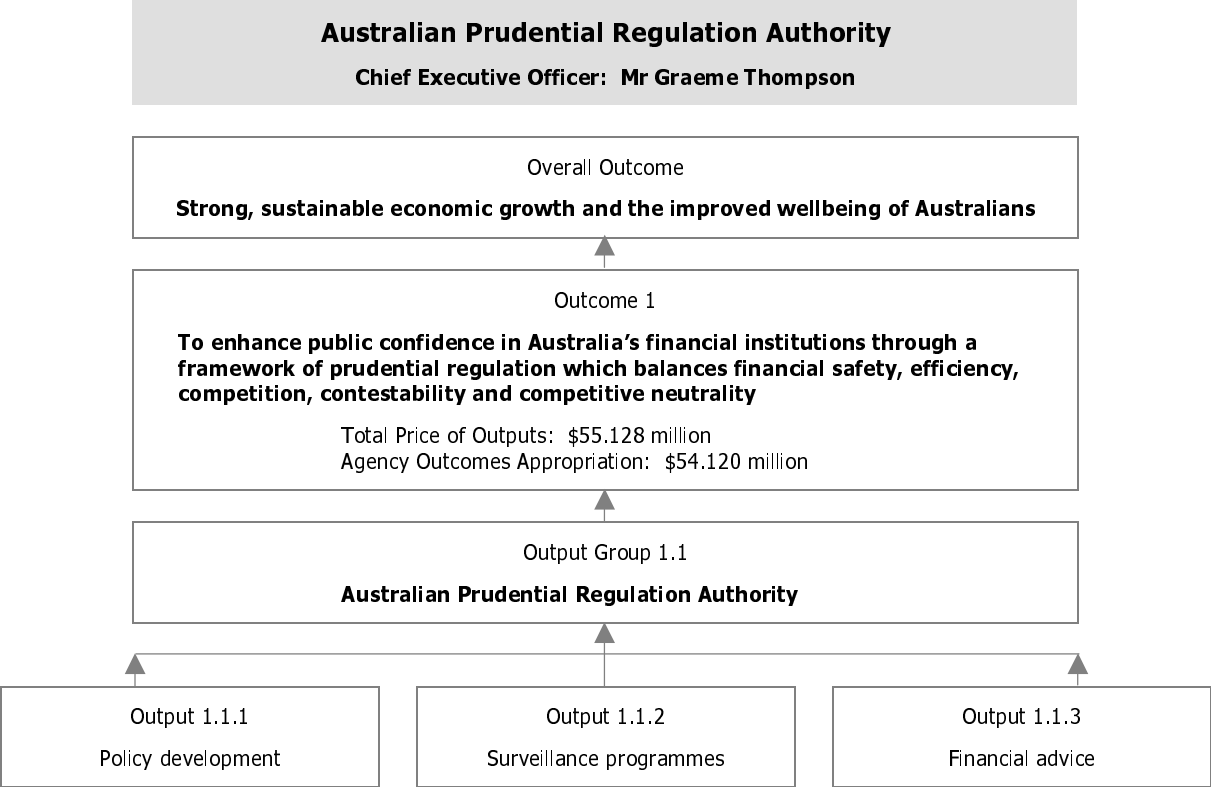 Australian Prudential Regulation Authority
Chief Executive Officer:  Mr Graeme Thompson
Overall Outcome
Strong, sustainable economic growth and the improved wellbeing of Australians
Outcome 1
To enhance public confidence in Australia’s financial institutions through a
framework of prudential regulation which balances financial safety, efficiency,
competition, contestability and competitive neutrality
Total Price of Outputs:  $55.128 million
Agency Outcomes Appropriation:  $54.120 million
Output Group 1.1
Australian Prudential Regulation Authority
Output 1.1.1
Policy development
Output 1.1.2
Surveillance programmes
Output 1.1.3
Financial advice